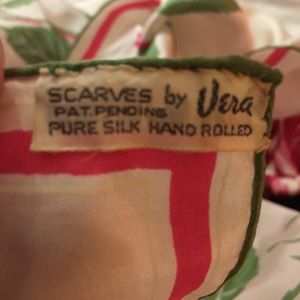 SCARVES by Vera
PAT.PENDING
PURE SILK HAND ROLLED